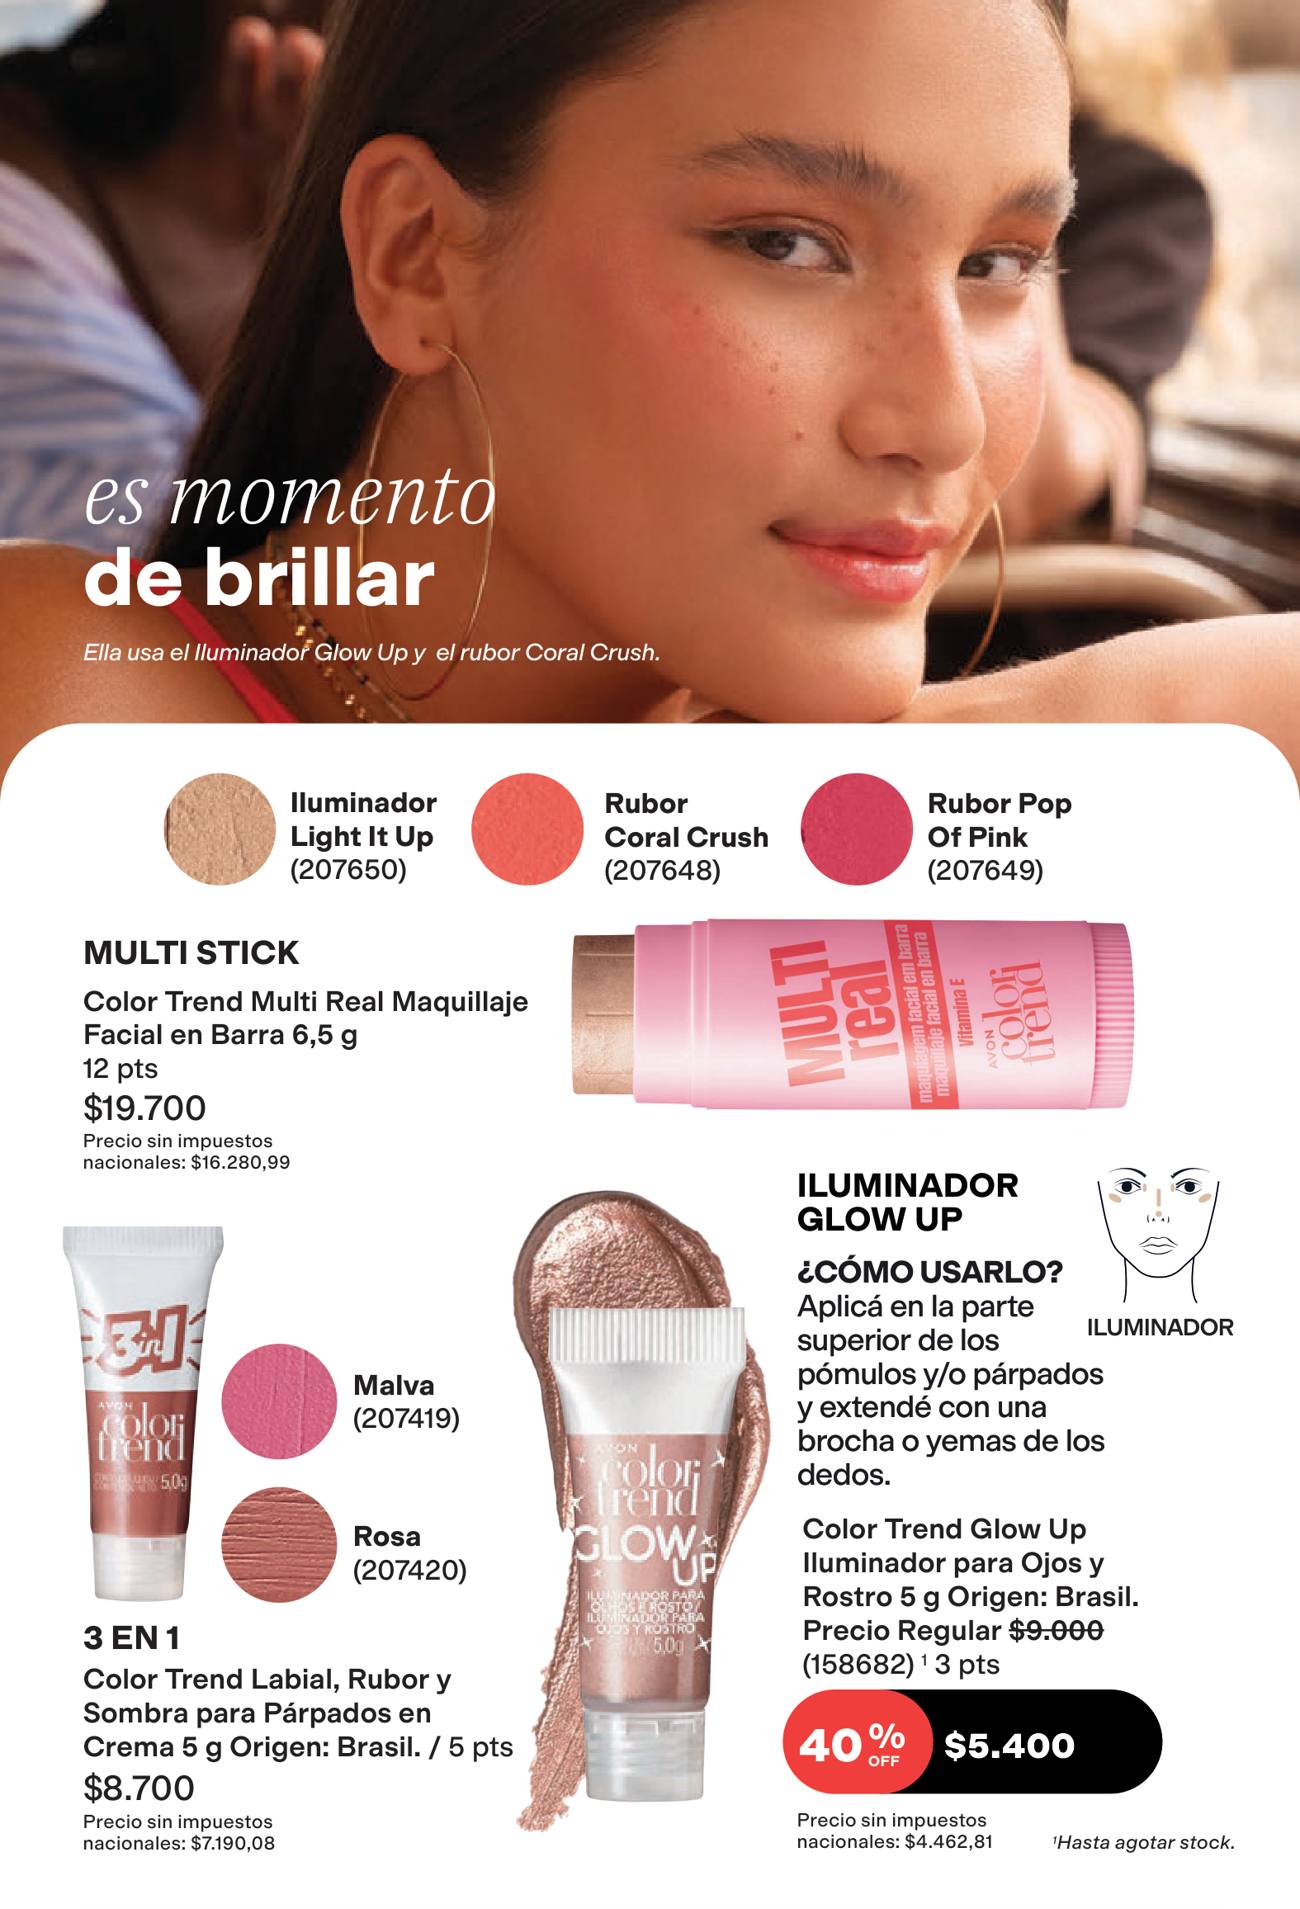 es momento
de brillar
Ella usa el Iluminador Glow Up y el rubor Coral Crush.
Iluminador
Light It Up
(207650)
Rubor
Coral Crush
(207648)
Rubor Pop
Of Pink
(207649)
MULTI STICK
Color Trend Multi Real Maquillaje
Facial en Barra 6,5 g
12 pts
$19.700
Precio sin impuestos
nacionales: $16.280,99
MULTI
real
maquiagem facial em barra
maquillaje facial en barra
Vitamina E
AVON
color
trend
3in1
AVON
color
trend
5,0g
Malva
(207419)
Rosa
(207420)
3 EN 1
Color Trend Labial, Rubor y
Sombra para Párpados en
Crema 5 g Origen: Brasil. / 5 pts
$8.700
Precio sin impuestos
nacionales: $7.190,08
AVON
color
trend
GLOW
UP
ILUMINADOR PARA
OLHOS E ROSTO /
ILUMINADOR PARA
OJOS Y ROSTRO
5,0g
ILUMINADOR
GLOW UP
¿CÓMO USARLO?
Aplicá en la parte
superior de los
pómulos y/o párpados
y extendé con una
brocha o yemas de los
dedos.
ILUMINADOR
Color Trend Glow Up
Iluminador para Ojos y
Rostro 5 g Origen: Brasil.
Precio Regular $9.000
(158682) ¹ 3 pts
40% OFF $5.400
Precio sin impuestos
nacionales: $4.462,81
¹Hasta agotar stock.